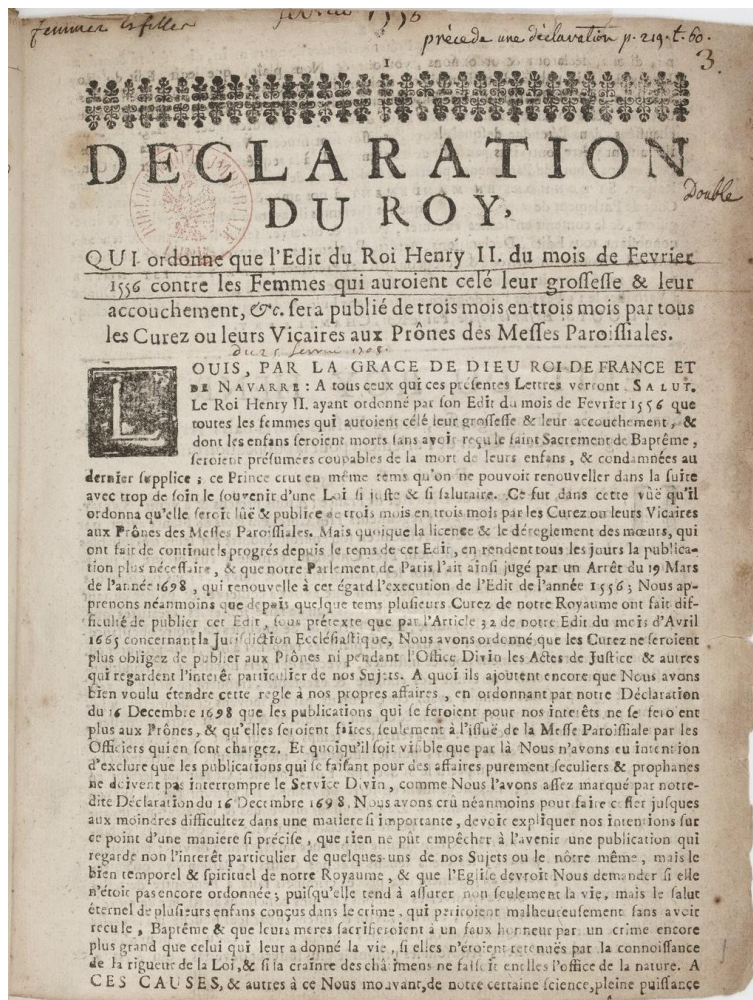 femmes et filles
fevrier 1556
précede une déclaration p. 219. t. 60.
1
3.
DECLARATION
Double
DU ROY,
QUI ordonne que l'Edit du Roi Henry II. du mois de Fevrier
1556 contre les Femmes qui auroient celé leur grossesse & leur
accouchement, &c. sera publié de trois mois en trois mois par tous
les Curez ou leurs Vicaires aux Prônes des Messes Paroissiales.
du 25 fevrier 1708.
LOUIS, PAR LA GRACE DE DIEU ROI DE FRANCE ET
DE NAVARRE : A tous ceux qui ces présentes Lettres verront SALUT.
Le Roi Henry II. ayant ordonné par son Edit du mois de Fevrier 1556 que
toutes les femmes qui auroient célé leur grossesse & leur accouchement, &
dont les enfans seroient morts sans avoir reçu le saint Sacrement de Baptême,
seroient présumées coupables de la mort de leurs enfans, & condamnées au
dernier supplice ; ce Prince crut en même tems qu'on ne pouvoit renouveller dans la suite
avec trop de soin le souvenir d'une Loi si juste & si salutaire. Ce fut dans cette vûë qu'il
ordonna qu'elle seroit lûë & publiée de trois mois en trois mois par les Curez ou leurs Vicaires
aux Prônes des Messes Paroissiales. Mais quoique la licence & le déreglement des mœurs, qui
ont fait de continuels progrés depuis le tems de cet Edit, en rendent tous les jours la publica-
tion plus nécessaire, & que notre Parlement de Paris l'ait ainsi jugé par un Arrêt du 19 Mars
de l'année 1698, qui renouvelle à cet égard l'execution de l'Edit de l'année 1556 ; Nous ap-
prenons néanmoins que depuis quelque tems plusieurs Curez de notre Royaume ont fait dif-
ficulté de publier cet Edit, sous prétexte que par l'Article 32 de notre Edit du mois d'Avril
1665 concernant la Jurisdiction Ecclésiastique, Nous avons ordonné que les Curez ne seroient
plus obligez de publier aux Prônes ni pendant l'Office Divin les Actes de Justice & autres
qui regardent l'interêt particulier de nos Sujets. A quoi ils ajoutent encore que Nous avons
bien voulu étendre cette regle à nos propres affaires, en ordonnant par notre Déclaration
du 16 Decembre 1698 que les publications qui se feroient pour nos interêts ne se feroient
plus aux Prônes, & qu'elles seroient faites seulement à l'issuë de la Messe Paroissiale par les
Officiers qui en sont chargez. Et quoiqu'il soit visible que par là Nous n'avons eu intention
d'exclure que les publications qui se faisant pour des affaires purement seculiers & prophanes
ne doivent pas interrompre le Service Divin, comme Nous l'avons assez marqué par notre-
dite Déclaration du 16 Decembre 1698, Nous avons crû néanmoins pour faire cesser jusques
aux moindres difficultez dans une matiere si importante, devoir expliquer nos intentions sur
ce point d'une maniere si précise, que rien ne pût empêcher à l'avenir une publication qui
regarde non l'interêt particulier de quelques-uns de nos Sujets ou le nôtre même, mais le
bien temporel & spirituel de notre Royaume, & que l'Eglise devroit Nous demander si elle
n'étoit pas encore ordonnée ; puisqu'elle tend à assurer non seulement la vie, mais le salut
éternel de plusieurs enfans conçus dans le crime, qui periroient malheureusement sans avoir
reçu le, Baptême & que leurs meres sacrifieroient à un faux honneur par un crime encore
plus grand que celui qui leur a donné la vie, si elles n'étoient retenuës par la connoissance
de la rigueur de la Loi, & si la crainte des châtimens ne faisoit en elles l'office de la nature. A
CES CAUSES, & autres à ce Nous mouvant, de notre certaine science, pleine puissance